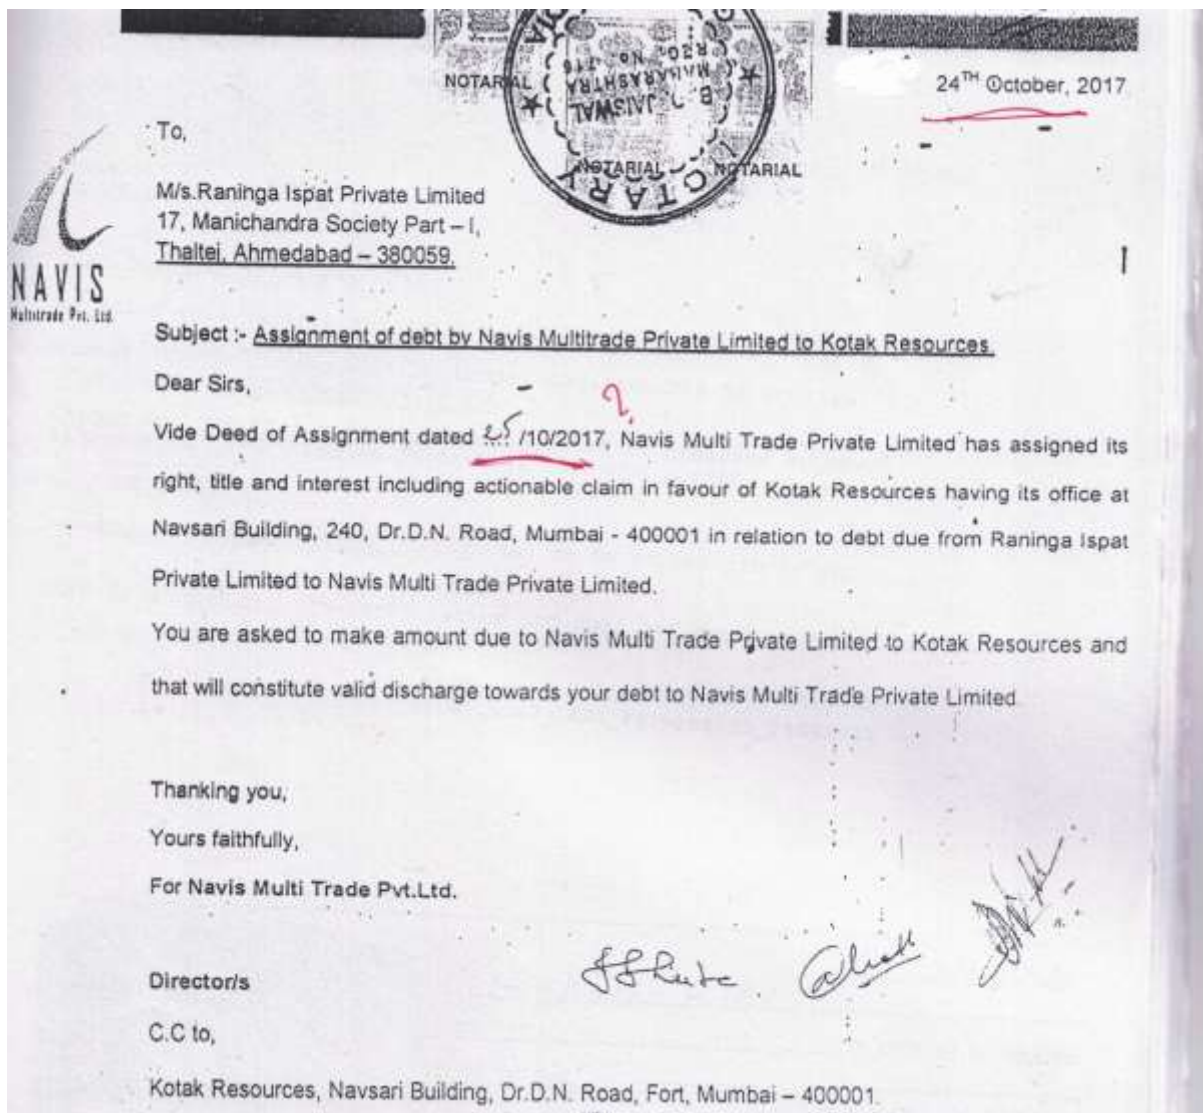 NOTARIAL
JAISWAL
MAHARASHTRA
NOTARIAL
NOTARIAL
NOTARY
24TH October, 2017
To,
M/s.Raninga Ispat Private Limited
17, Manichandra Society Part – I,
Thaltej, Ahmedabad – 380059.
NAVIS
Multitrade Pvt. Ltd.
Subject :- Assignment of debt by Navis Multitrade Private Limited to Kotak Resources.
Dear Sirs,
?
Vide Deed of Assignment dated 25 /10/2017, Navis Multi Trade Private Limited has assigned its
right, title and interest including actionable claim in favour of Kotak Resources having its office at
Navsari Building, 240, Dr.D.N. Road, Mumbai - 400001 in relation to debt due from Raninga Ispat
Private Limited to Navis Multi Trade Private Limited.
You are asked to make amount due to Navis Multi Trade Private Limited to Kotak Resources and
that will constitute valid discharge towards your debt to Navis Multi Trade Private Limited
Thanking you,
Yours faithfully,
For Navis Multi Trade Pvt.Ltd.
Director/s
C.C to,
Kotak Resources, Navsari Building, Dr.D.N. Road, Fort, Mumbai – 400001.